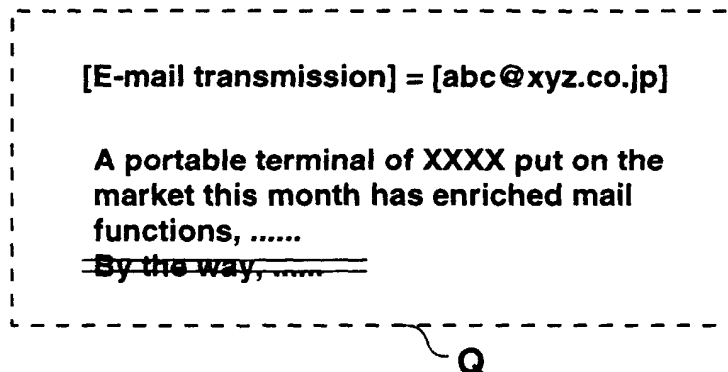 [E-mail transmission] = [abc@xyz.co.jp]
A portable terminal of XXXX put on the
market this month has enriched mail
functions, ......
By the way, ......
Q